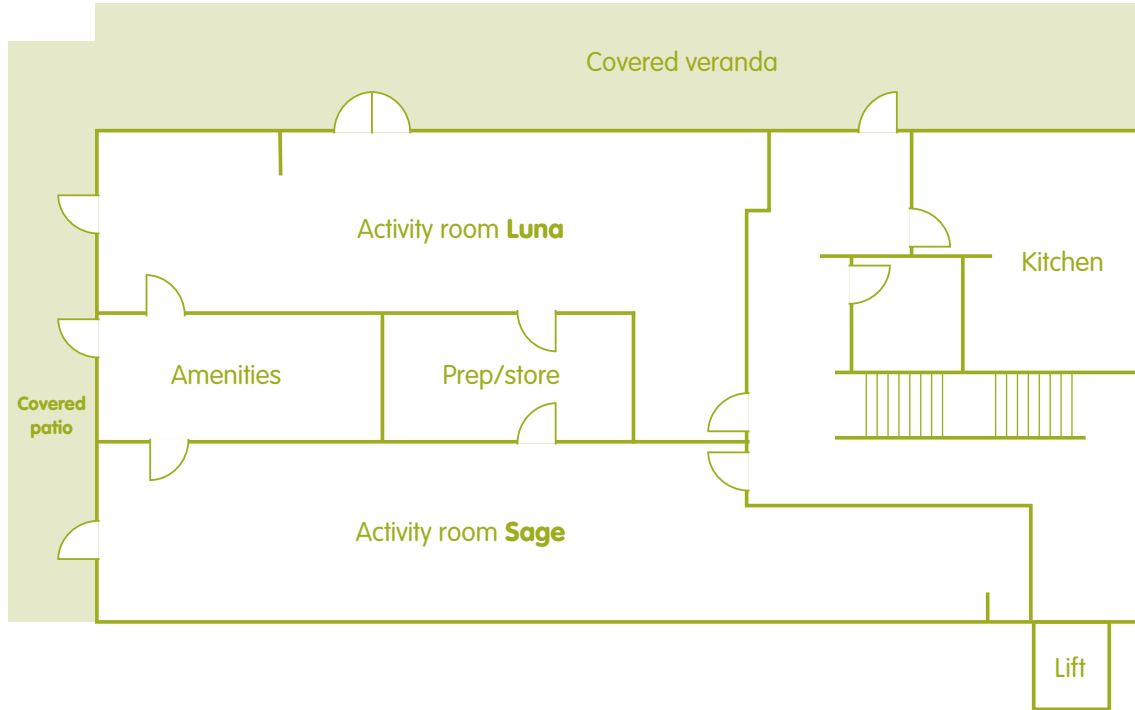 Covered veranda
Activity room Luna
Kitchen
Amenities
Prep/store
Covered
patio
Activity room Sage
Lift